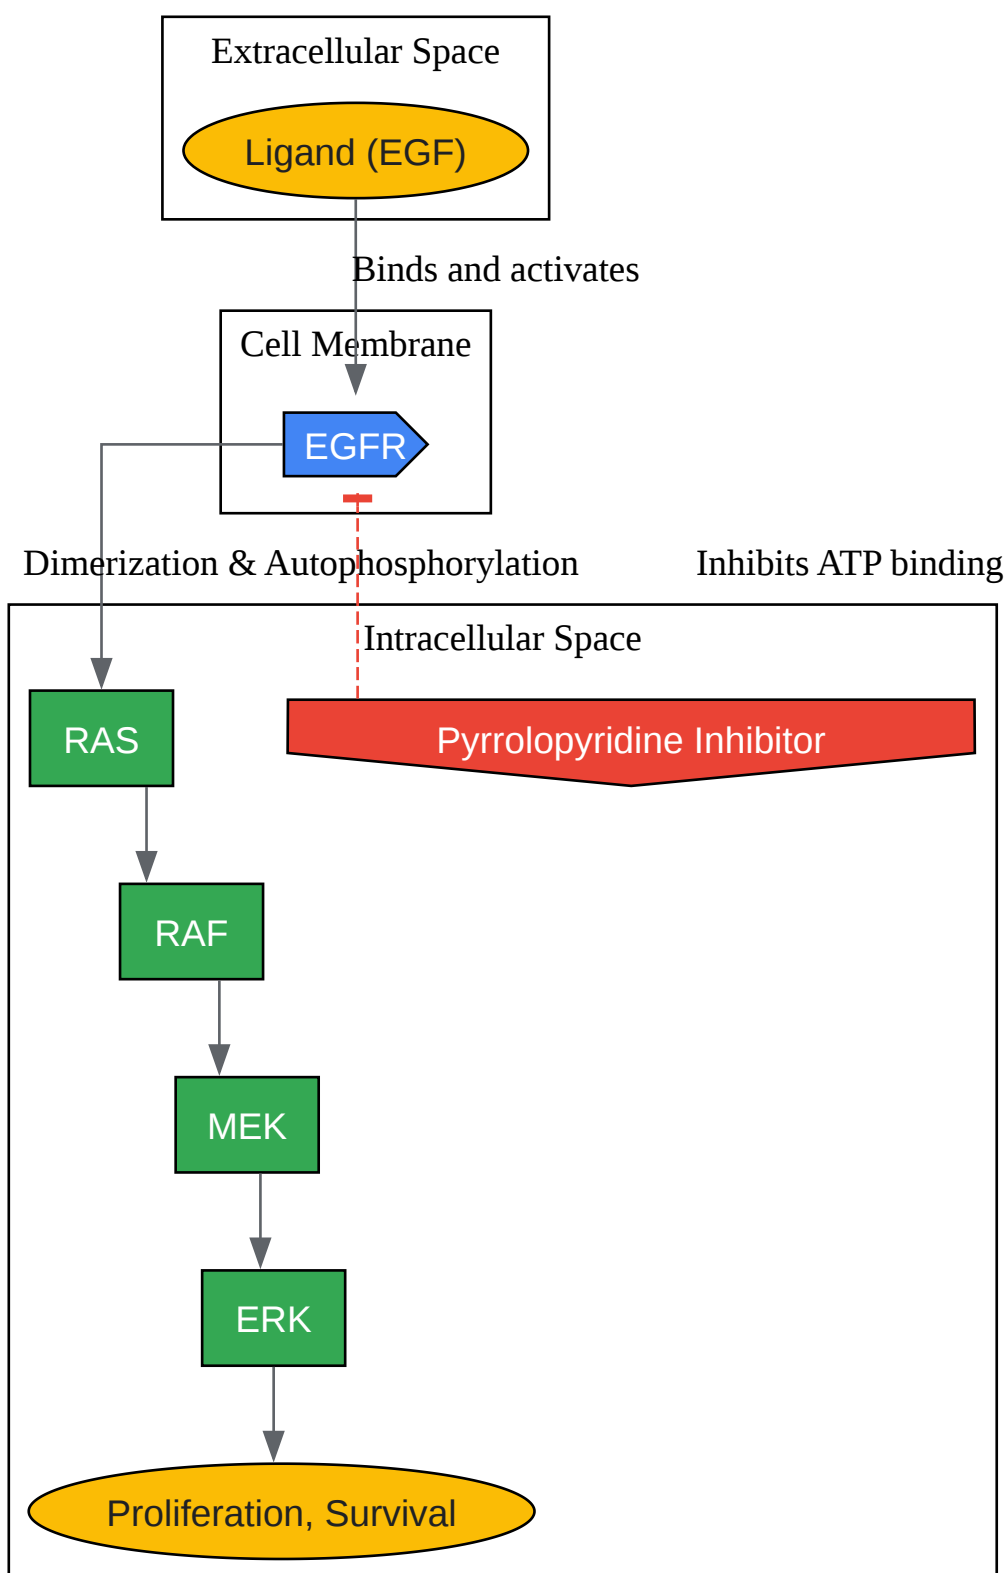 Extracellular Space
Ligand (EGF)
Binds and activates
Cell Membrane
EGFR
Dimerization & Autophosphorylation
Inhibits ATP binding
Intracellular Space
RAS
Pyrrolopyridine Inhibitor
RAF
MEK
ERK
Proliferation, Survival